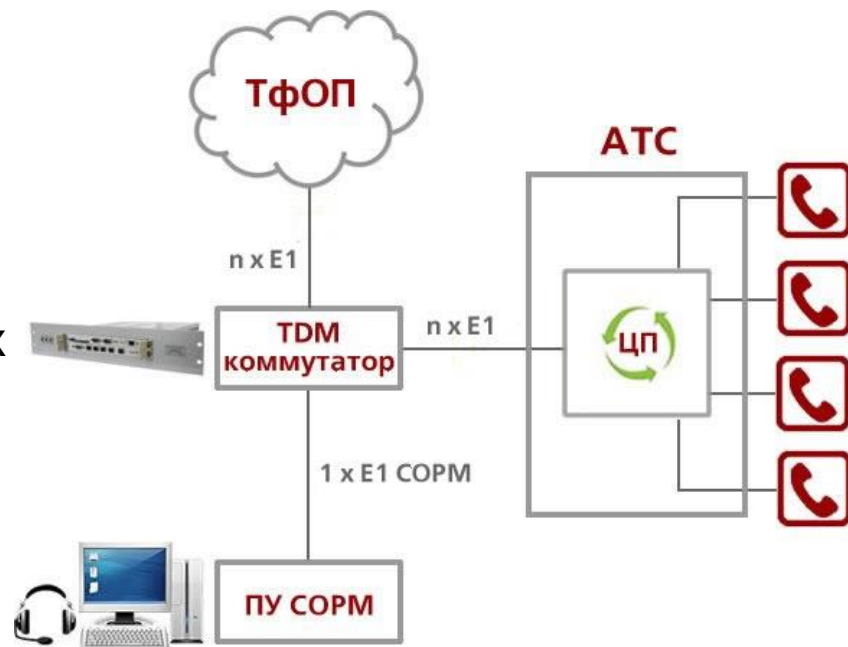 ТфОП
АТС
n x E1
х
TDM
коммутатор
n x E1
ЦП
1 x E1 СОРМ
ПУ СОРМ